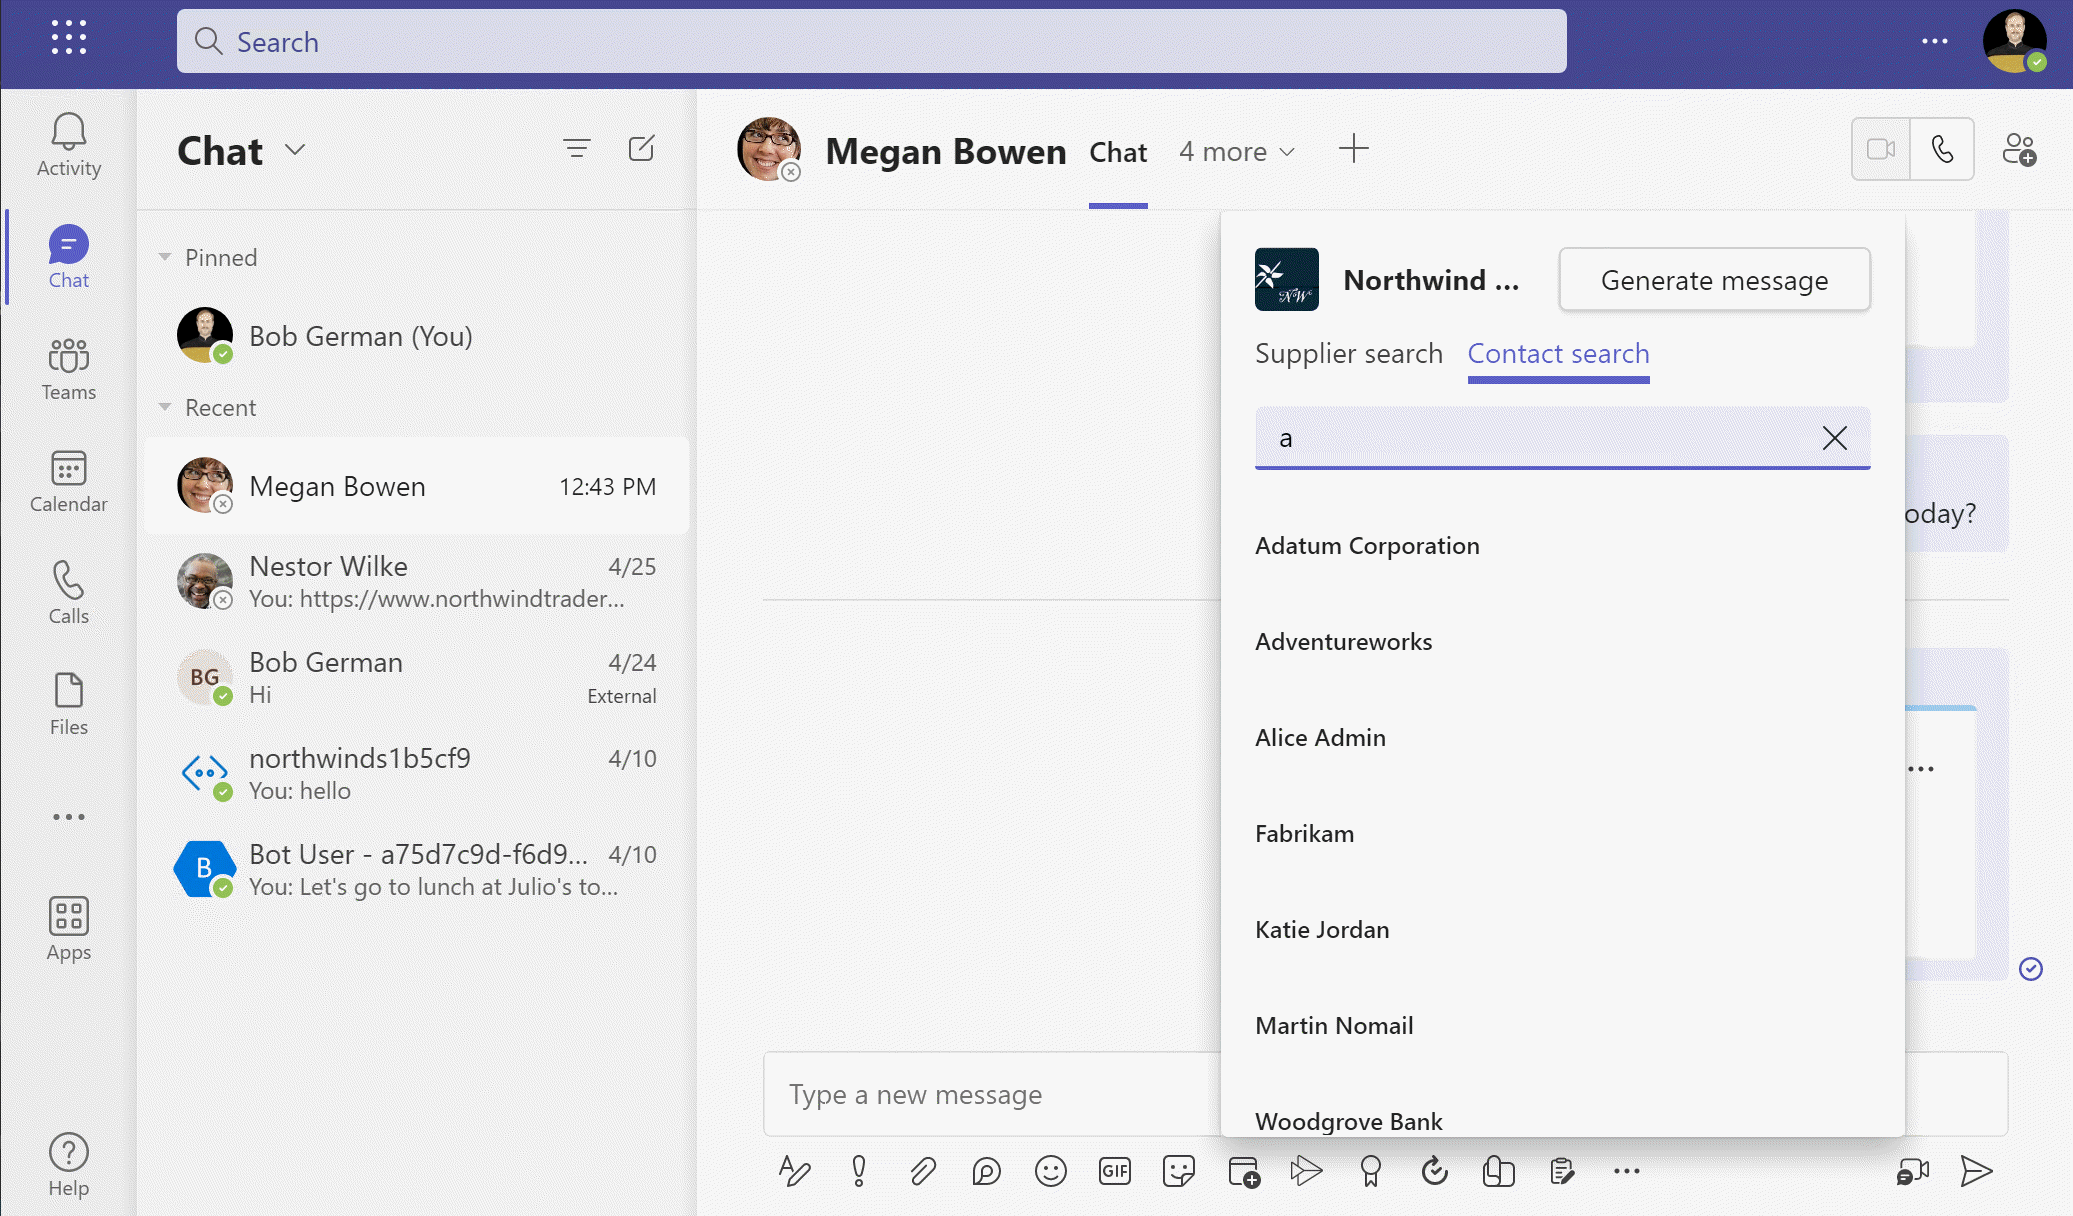 Search
Activity
Chat
Teams
Calendar
Calls
Files
Apps
Help
Chat
Pinned
Bob German (You)
Recent
Megan Bowen 12:43 PM
Nestor Wilke 4/25
You: https://www.northwindtrader...
BG
Bob German 4/24
Hi External
northwinds1b5cf9 4/10
You: hello
B
Bot User - a75d7c9d-f6d9... 4/10
You: Let's go to lunch at Julio's to...
Megan Bowen Chat 4 more
oday?
NW
Northwind ... Generate message
Supplier search Contact search
a
Adatum Corporation
Adventureworks
Alice Admin
Fabrikam
Katie Jordan
Martin Nomail
Woodgrove Bank
Type a new message
GIF